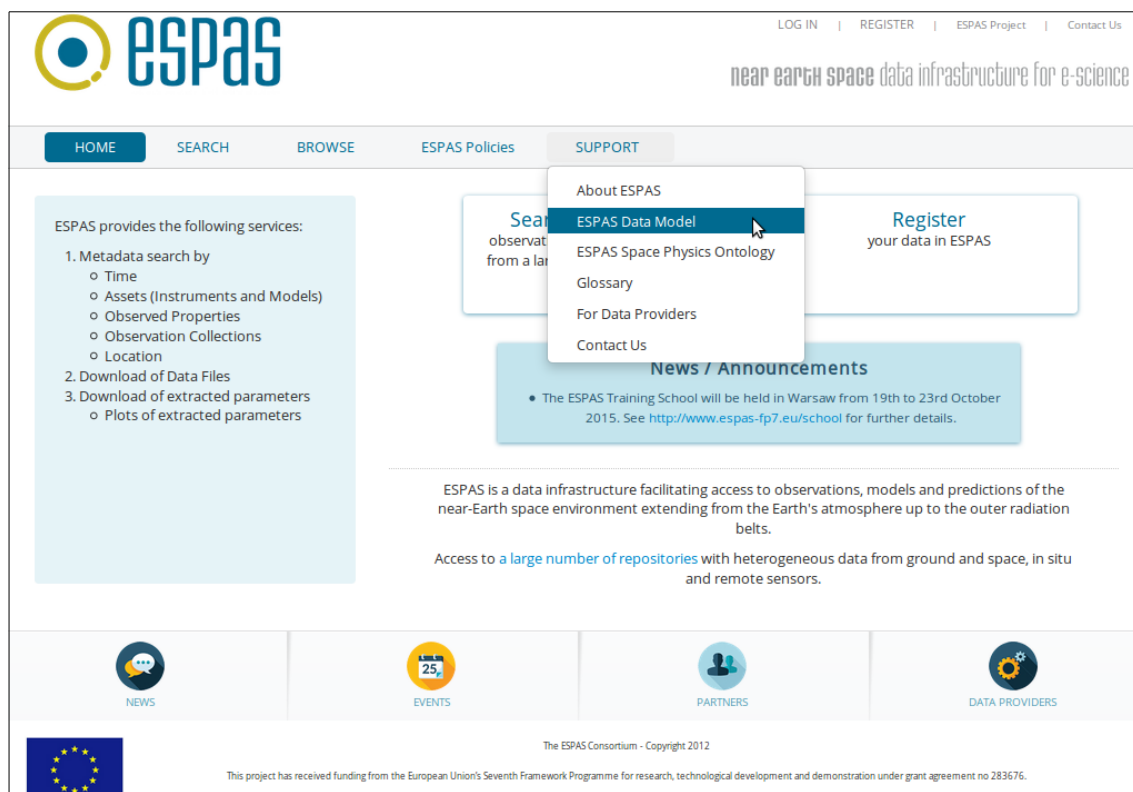 espas
LOG IN | REGISTER | ESPAS Project | Contact Us
near earth space data infrastructure for e-science
HOME SEARCH BROWSE ESPAS Policies SUPPORT
About ESPAS
ESPAS Data Model
ESPAS Space Physics Ontology
Glossary
For Data Providers
Contact Us
ESPAS provides the following services:
1. Metadata search by
Time
Assets (Instruments and Models)
Observed Properties
Observation Collections
Location
2. Download of Data Files
3. Download of extracted parameters
Plots of extracted parameters
Register
your data in ESPAS
from a
News / Announcements
The ESPAS Training School will be held in Warsaw from 19th to 23rd October
2015. See http://www.espas-fp7.eu/school for further details.
ESPAS is a data infrastructure facilitating access to observations, models and predictions of the
near-Earth space environment extending from the Earth's atmosphere up to the outer radiation
belts.
Access to a large number of repositories with heterogeneous data from ground and space, in situ
and remote sensors.
25
NEWS EVENTS PARTNERS DATA PROVIDERS
The ESPAS Consortium - Copyright 2012
This project has received funding from the European Union's Seventh Framework Programme for research, technological development and demonstration under grant agreement no 283676.